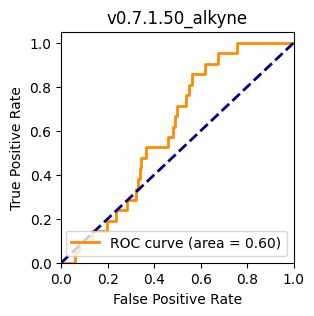 v0.7.1.50_alkyne
True Positive Rate
1.0
0.8
0.6
0.4
0.2
0.0
ROC curve (area = 0.60)
0.0 0.2 0.4 0.6 0.8 1.0
False Positive Rate